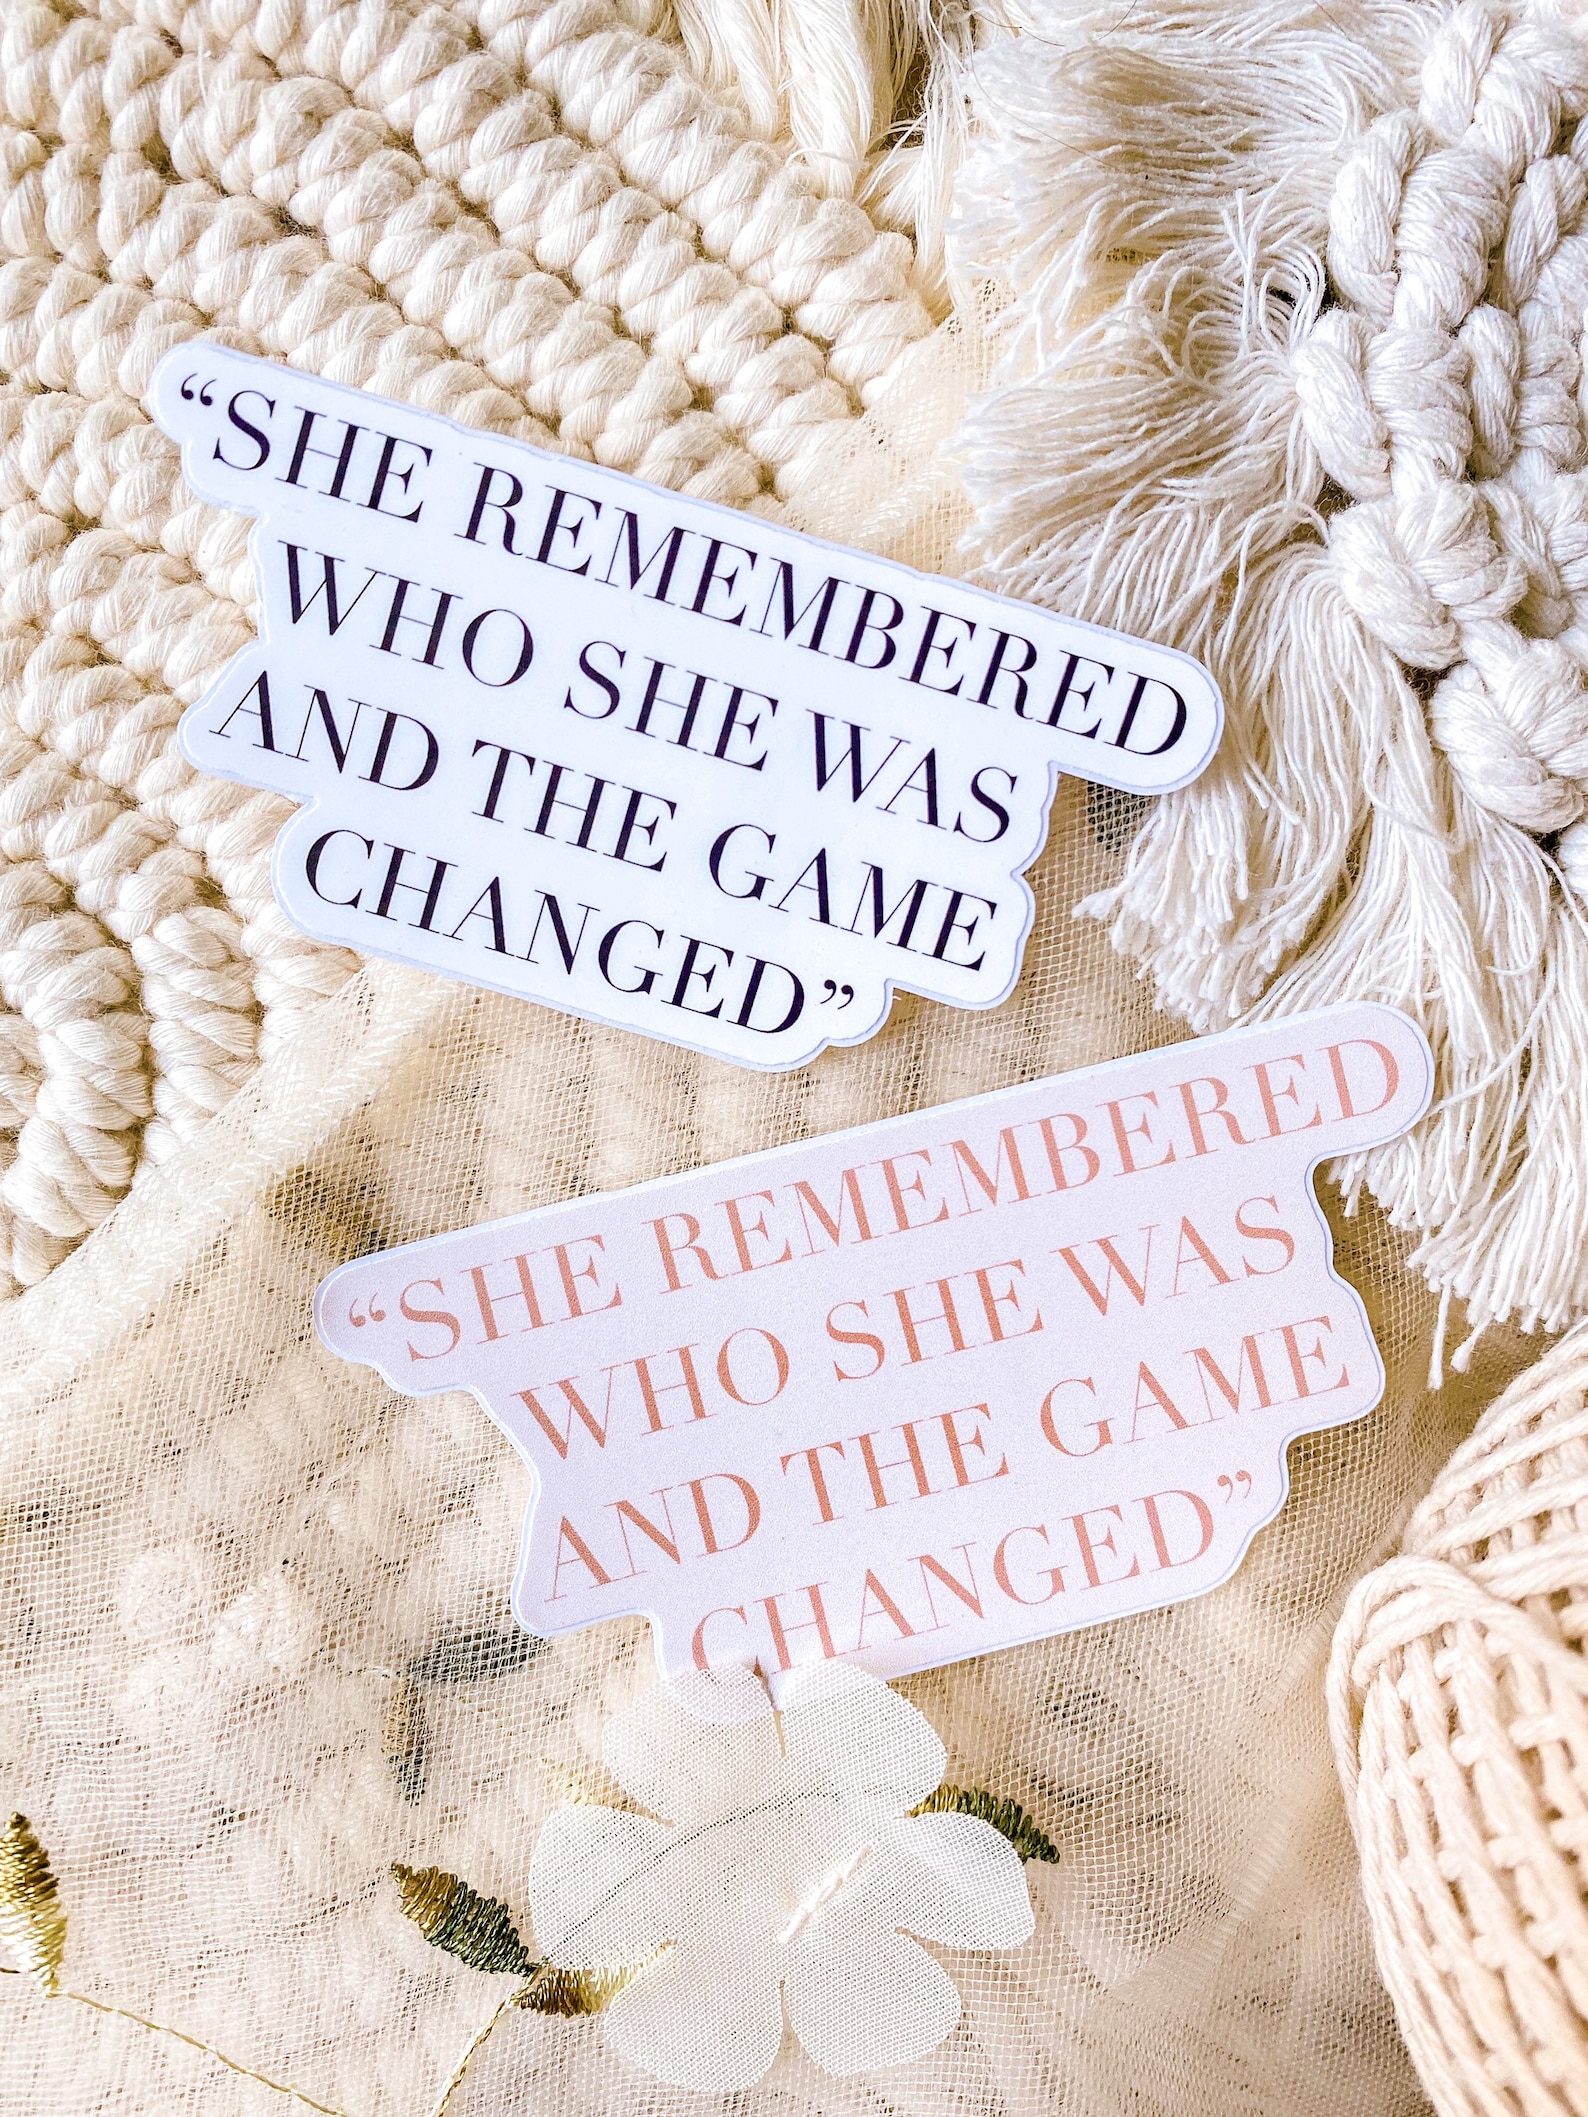 “SHE REMEMBERED
WHO SHE WAS
AND THE GAME
CHANGED”
“SHE REMEMBERED
WHO SHE WAS
AND THE GAME
CHANGED”